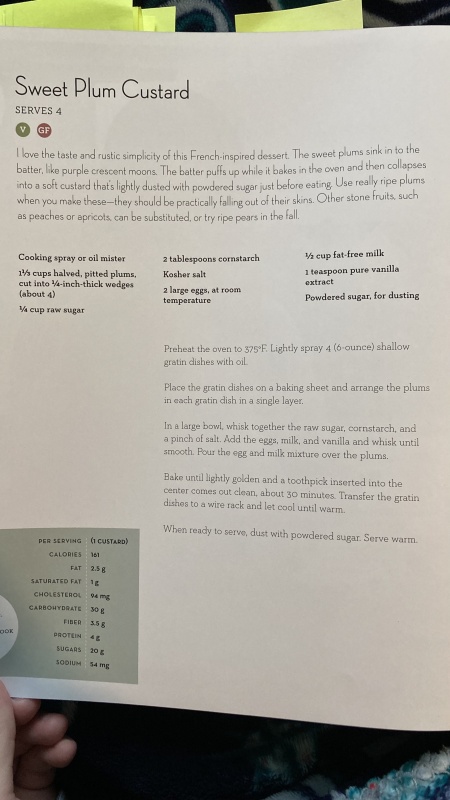 Sweet Plum Custard
SERVES 4
V GF
I love the taste and rustic simplicity of this French-inspired dessert. The sweet plums sink in to the
batter, like purple crescent moons. The batter puffs up while it bakes in the oven and then collapses
into a soft custard that's lightly dusted with powdered sugar just before eating. Use really ripe plums
when you make these—they should be practically falling out of their skins. Other stone fruits, such
as peaches or apricots, can be substituted, or try ripe pears in the fall.
Cooking spray or oil mister
1⅓ cups halved, pitted plums,
cut into ¼-inch-thick wedges
(about 4)
¼ cup raw sugar
2 tablespoons cornstarch
Kosher salt
2 large eggs, at room
temperature
½ cup fat-free milk
1 teaspoon pure vanilla
extract
Powdered sugar, for dusting
Preheat the oven to 375°F. Lightly spray 4 (6-ounce) shallow
gratin dishes with oil.
Place the gratin dishes on a baking sheet and arrange the plums
in each gratin dish in a single layer.
In a large bowl, whisk together the raw sugar, cornstarch, and
a pinch of salt. Add the eggs, milk, and vanilla and whisk until
smooth. Pour the egg and milk mixture over the plums.
Bake until lightly golden and a toothpick inserted into the
center comes out clean, about 30 minutes. Transfer the gratin
dishes to a wire rack and let cool until warm.
When ready to serve, dust with powdered sugar. Serve warm.
PER SERVING (1 CUSTARD)
CALORIES 161
FAT 2.5 g
SATURATED FAT 1 g
CHOLESTEROL 94 mg
CARBOHYDRATE 30 g
FIBER 3.5 g
PROTEIN 4 g
SUGARS 20 g
SODIUM 54 mg